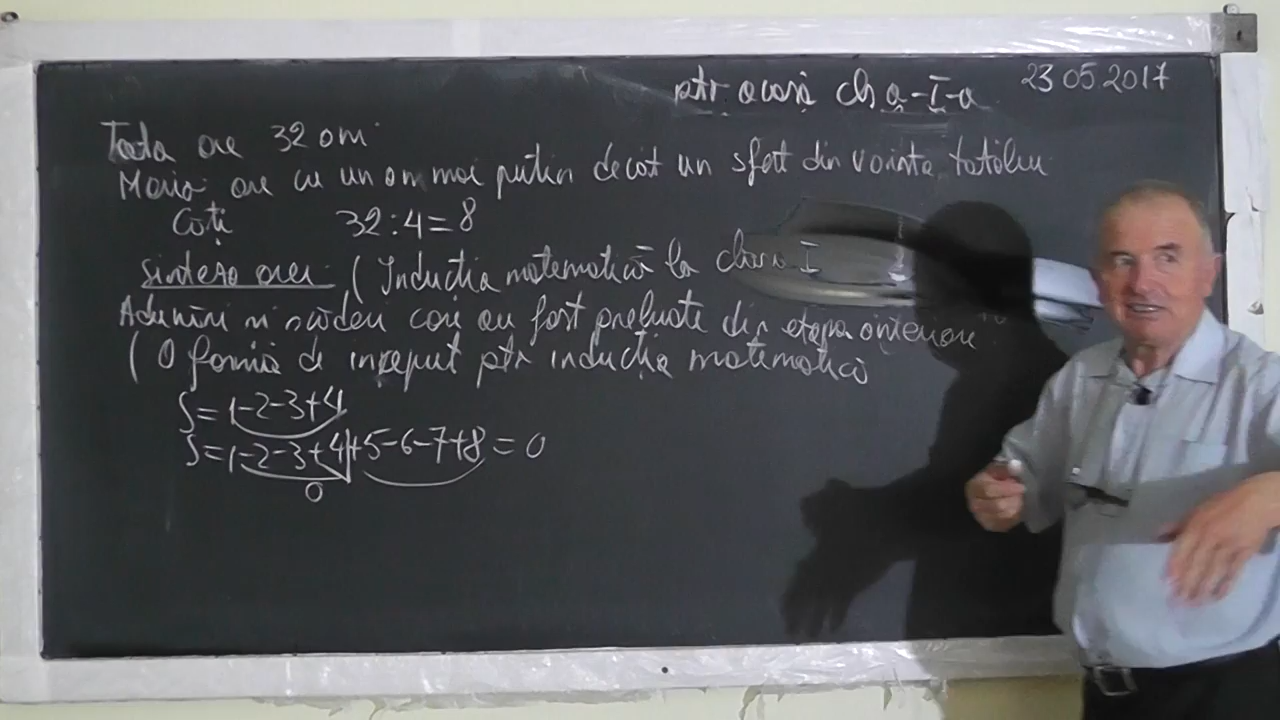 ptr acasă cls a-I-a 23 05 2017
Tata are 32 ani
Maria are cu un an mai puțin decât un sfert din vârsta tatălui
Câți 32:4=8
Sinteza orei (Inducția matematică la clasa I
Adunări și scăderi care au fost preluate din etapa anterioară
( O formă de început ptr inducția matematică
S=1-2-3+4
S=1-2-3+4+5-6-7+8=0
0